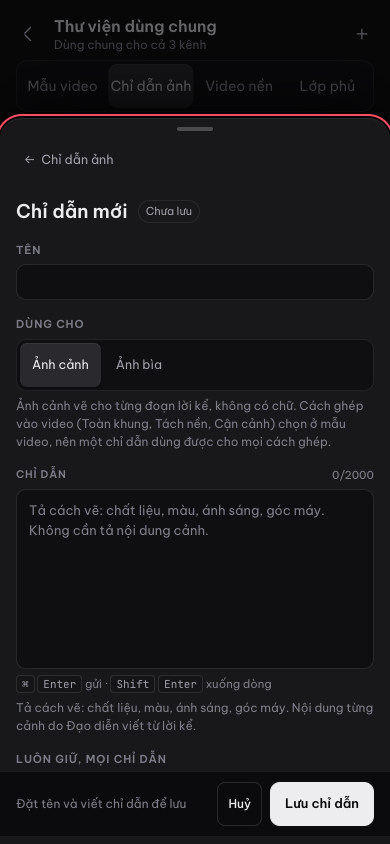 Thư viện dùng chung
Dùng chung cho cả 3 kênh
Mẫu video Chỉ dẫn ảnh Video nền Lớp phủ
← Chỉ dẫn ảnh
Chỉ dẫn mới Chưa lưu
TÊN
DÙNG CHO
Ảnh cảnh Ảnh bìa
Ảnh cảnh vẽ cho từng đoạn lời kể, không có chữ. Cách ghép
vào video (Toàn khung, Tách nền, Cận cảnh) chọn ở mẫu
video, nên một chỉ dẫn dùng được cho mọi cách ghép.
CHỈ DẪN 0/2000
Tả cách vẽ: chất liệu, màu, ánh sáng, góc máy.
Không cần tả nội dung cảnh.
⌘ Enter gửi · Shift Enter xuống dòng
Tả cách vẽ: chất liệu, màu, ánh sáng, góc máy. Nội dung từng
cảnh do Đạo diễn viết từ lời kể.
LUÔN GIỮ, MỌI CHỈ DẪN
Đặt tên và viết chỉ dẫn để lưu Huỷ Lưu chỉ dẫn